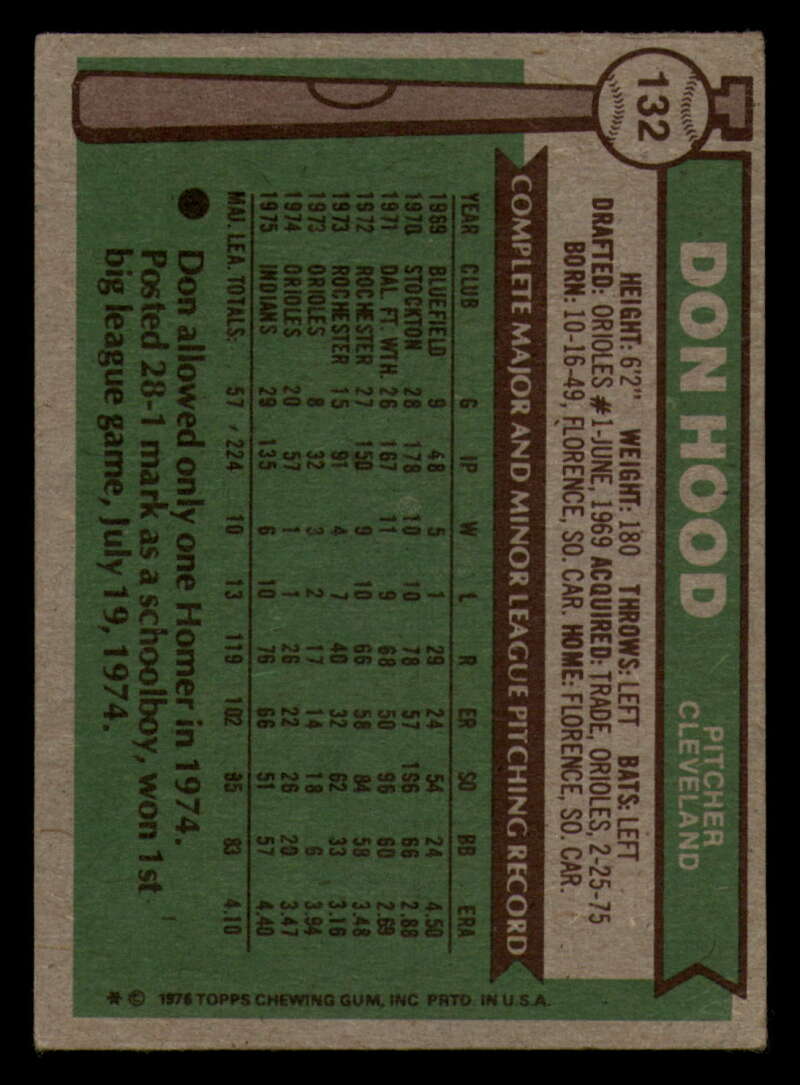 132
DON HOOD
PITCHER
CLEVELAND
HEIGHT: 6'2" WEIGHT: 180 THROWS: LEFT BATS: LEFT
DRAFTED: ORIOLES #1-JUNE, 1969 ACQUIRED: TRADE, ORIOLES, 2-25-75
BORN: 10-16-49, FLORENCE, SO. CAR. HOME: FLORENCE, SO. CAR.
COMPLETE MAJOR AND MINOR LEAGUE PITCHING RECORD
YEAR CLUB G IP W L R ER SO BB ERA
1969 BLUEFIELD 9 48 5 1 29 24 54 24 4.50
1970 STOCKTON 28 178 10 10 78 57 166 66 2.88
1971 DAL. FT. WTH. 26 167 11 9 68 50 96 60 2.69
1972 ROCHESTER 27 150 9 10 66 58 84 58 3.48
1973 ROCHESTER 15 91 4 7 40 32 62 33 3.16
1973 ORIOLES 8 32 3 2 17 14 18 6 3.94
1974 ORIOLES 20 57 1 1 26 22 26 20 3.47
1975 INDIANS 29 135 6 10 76 66 51 57 4.40
MAJ. LEA. TOTALS: 57 224 10 13 119 102 95 83 4.10
Don allowed only one Homer in 1974.
Posted 28-1 mark as a schoolboy, won 1st
big league game, July 19, 1974.
* © 1976 TOPPS CHEWING GUM, INC PRTD. IN U.S.A.